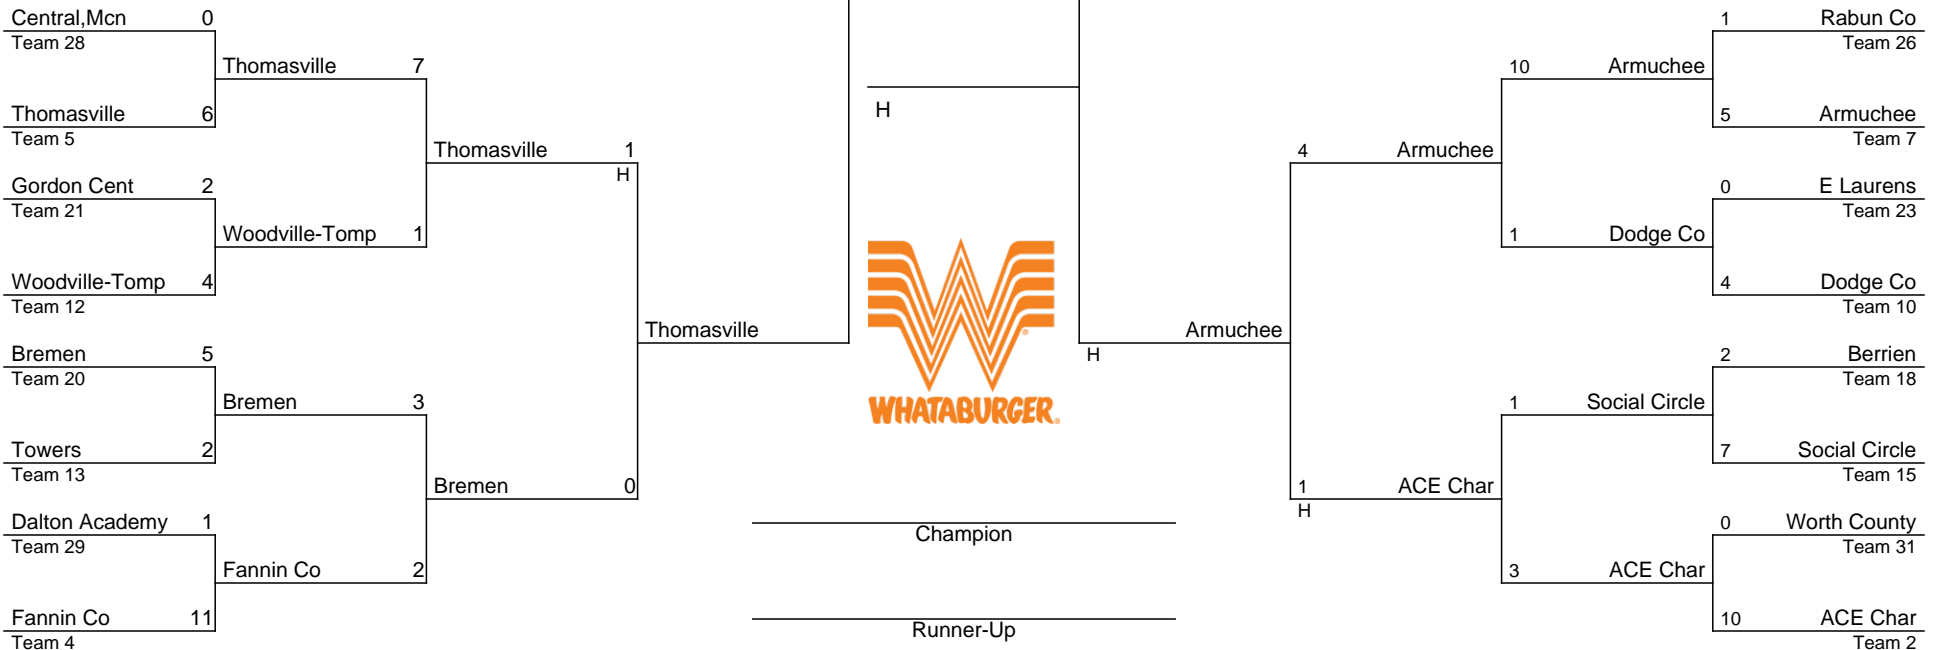 Central,Mcn 0
Team 28
Thomasville 7
Thomasville 6
Team 5
Thomasville 1
H
Gordon Cent 2
Team 21
Woodville-Tomp 1
Woodville-Tomp 4
Team 12
Thomasville
Bremen 5
Team 20
Bremen 3
Towers 2
Team 13
Bremen 0
Dalton Academy 1
Team 29
Fannin Co 2
Fannin Co 11
Team 4
H
WHATABURGER
Champion
Runner-Up
1 Rabun Co
Team 26
10 Armuchee
5 Armuchee
Team 7
4 Armuchee
0 E Laurens
Team 23
1 Dodge Co
4 Dodge Co
Team 10
Armuchee
H
2 Berrien
Team 18
1 Social Circle
7 Social Circle
Team 15
1 ACE Char
H
0 Worth County
Team 31
3 ACE Char
10 ACE Char
Team 2